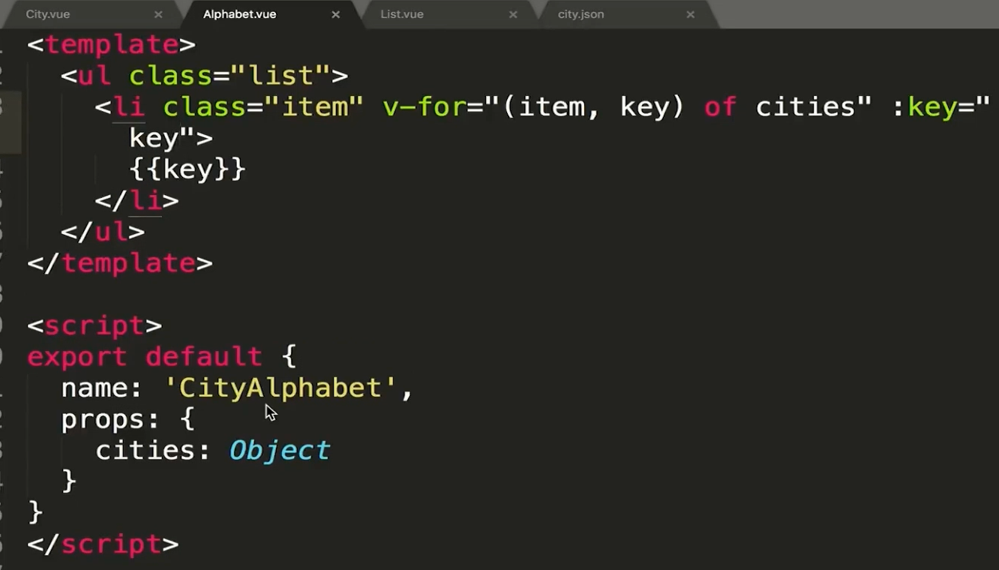 City.vue × Alphabet.vue × List.vue × city.json ×
<template>
<ul class="list">
<li class="item" v-for="(item, key) of cities" :key="
key">
{{key}}
</li>
</ul>
</template>
<script>
export default {
name: 'CityAlphabet',
props: {
cities: Object
}
}
</script>